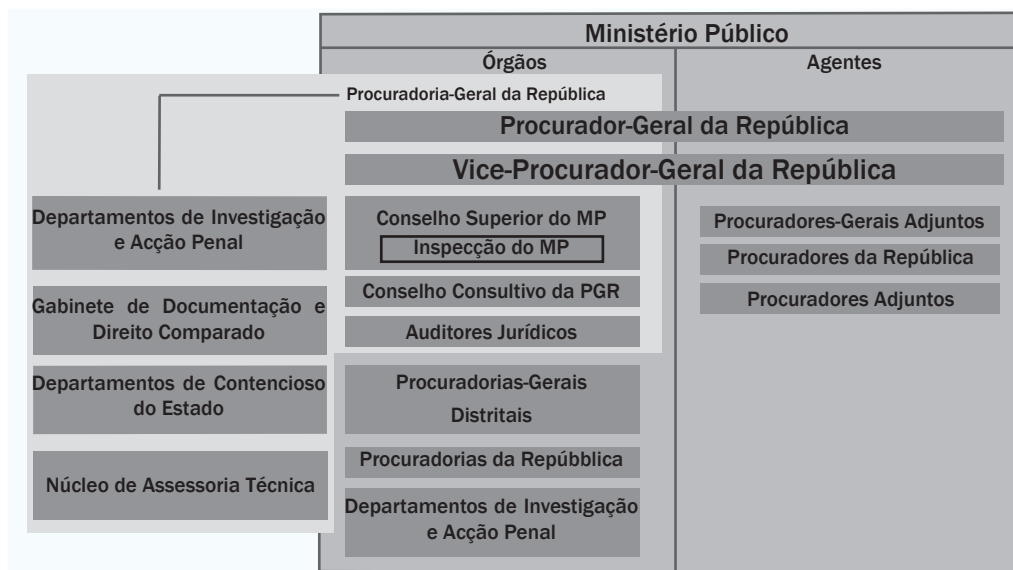 Ministério Público
Órgãos
Agentes
Procuradoria-Geral da República
Procurador-Geral da República
Vice-Procurador-Geral da República
Departamentos de Investigação
e Acção Penal
Gabinete de Documentação e
Direito Comparado
Departamentos de Contencioso
do Estado
Núcleo de Assessoria Técnica
Conselho Superior do MP
Inspecção do MP
Conselho Consultivo da PGR
Auditores Jurídicos
Procuradorias-Gerais
Distritais
Procuradorias da Repúbblica
Departamentos de Investigação
e Acção Penal
Procuradores-Gerais Adjuntos
Procuradores da República
Procuradores Adjuntos